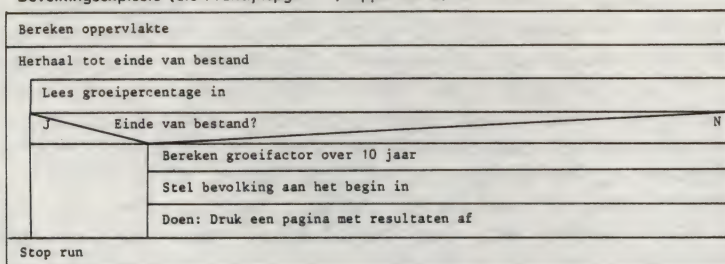 Bereken oppervlakte
Herhaal tot einde van bestand
Lees groeipercentage in
J Einde van bestand? N
Bereken groeifactor over 10 jaar
Stel bevolking aan het begin in
Doen: Druk een pagina met resultaten af
Stop run